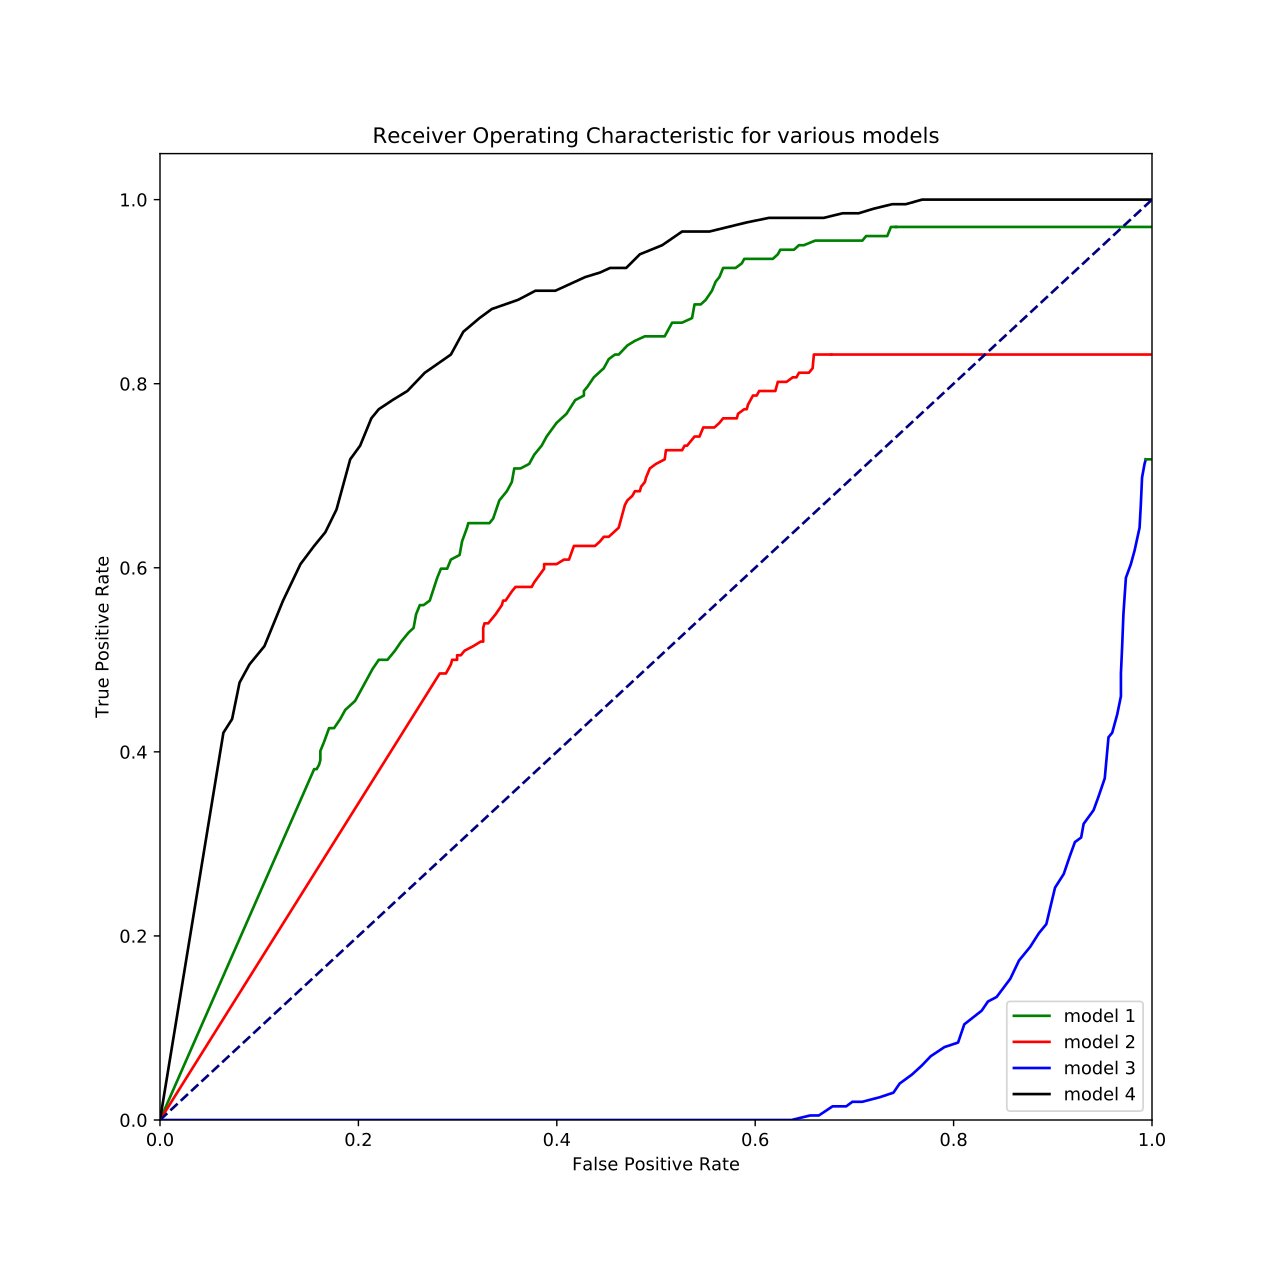 Receiver Operating Characteristic for various models
True Positive Rate
1.0
0.8
0.6
0.4
0.2
0.0
0.0 0.2 0.4 0.6 0.8 1.0
False Positive Rate
model 1
model 2
model 3
model 4